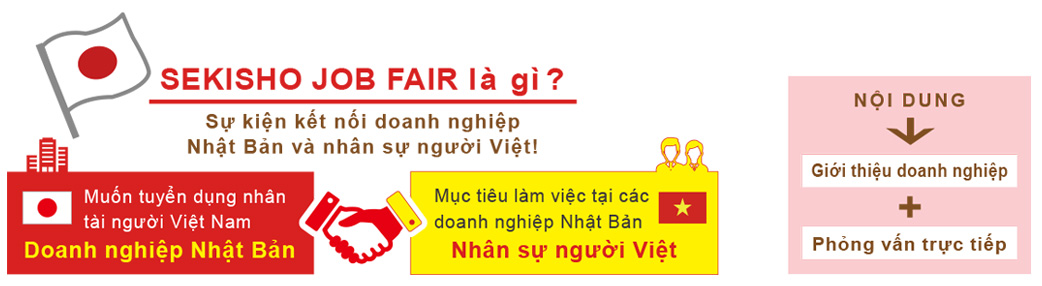 SEKISHO JOB FAIR là gì?
Sự kiện kết nối doanh nghiệp
Nhật Bản và nhân sự người Việt!
Muốn tuyển dụng nhân
tài người Việt Nam
Doanh nghiệp Nhật Bản
Mục tiêu làm việc tại các
doanh nghiệp Nhật Bản
Nhân sự người Việt
NỘI DUNG
Giới thiệu doanh nghiệp
+
Phỏng vấn trực tiếp